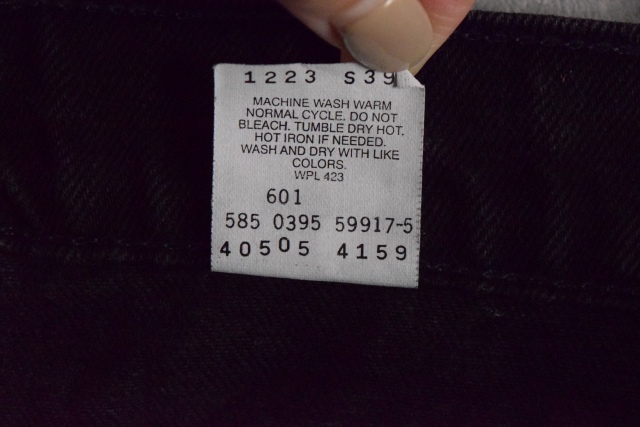 1223 S39
MACHINE WASH WARM
NORMAL CYCLE. DO NOT
BLEACH. TUMBLE DRY HOT,
HOT IRON IF NEEDED.
WASH AND DRY WITH LIKE
COLORS.
WPL 423
601
585 0395 59917-5
40505 4159